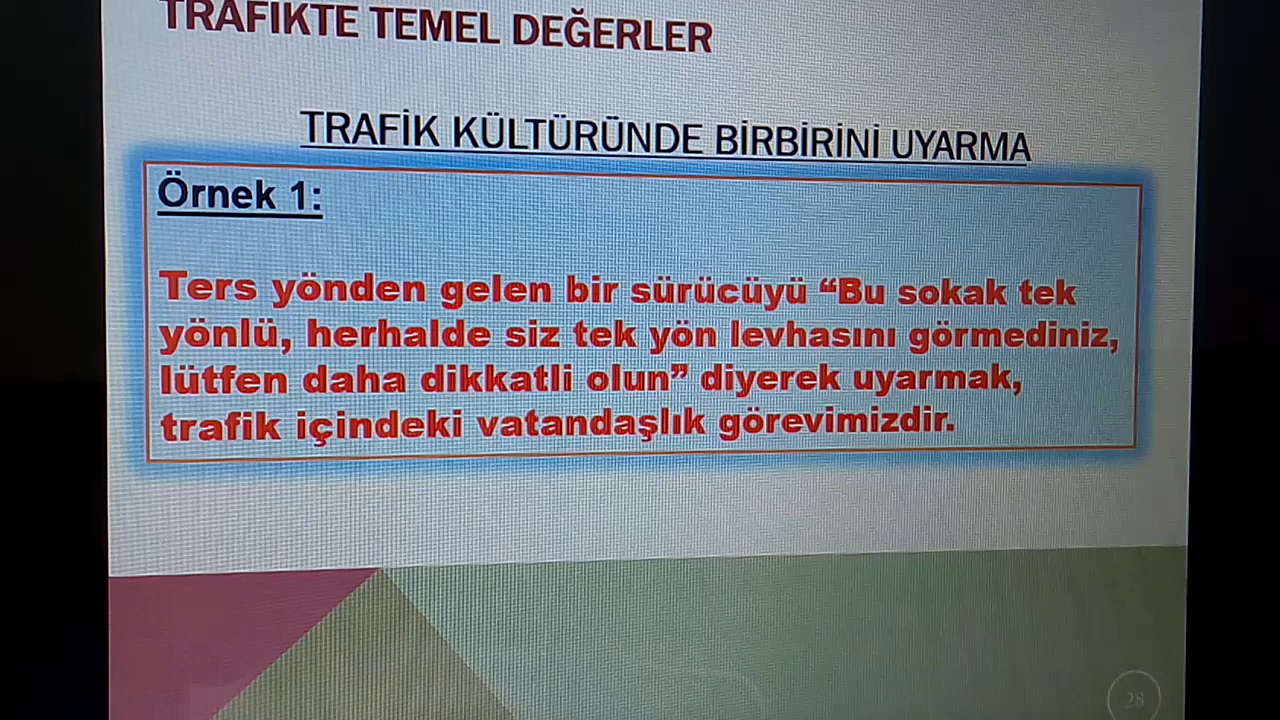 TRAFİKTE TEMEL DEĞERLER
TRAFİK KÜLTÜRÜNDE BİRBİRİNİ UYARMA
Örnek 1:
Ters yönden gelen bir sürücüyü “Bu sokak tek
yönlü, herhalde siz tek yön levhasını görmediniz,
lütfen daha dikkatli olun” diyerek uyarmak,
trafik içindeki vatandaşlık görevimizdir.
28